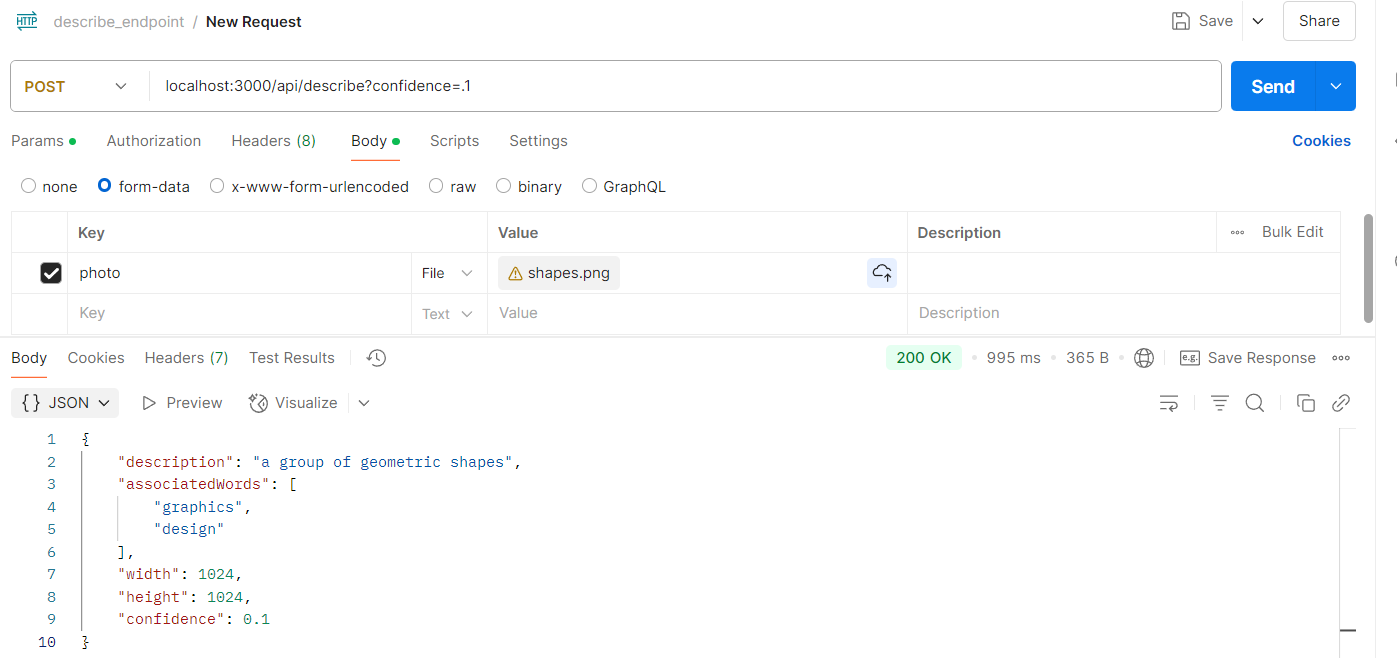 HTTP describe_endpoint / New Request Save Share
POST localhost:3000/api/describe?confidence=.1 Send
Params Authorization Headers (8) Body Scripts Settings Cookies
none form-data x-www-form-urlencoded raw binary GraphQL
Key Value Description Bulk Edit
photo File shapes.png
Key Text Value Description
Body Cookies Headers (7) Test Results 200 OK 995 ms 365 B e.g. Save Response
{} JSON Preview Visualize
1 {
2 "description": "a group of geometric shapes",
3 "associatedWords": [
4 "graphics",
5 "design"
6 ],
7 "width": 1024,
8 "height": 1024,
9 "confidence": 0.1
10 }